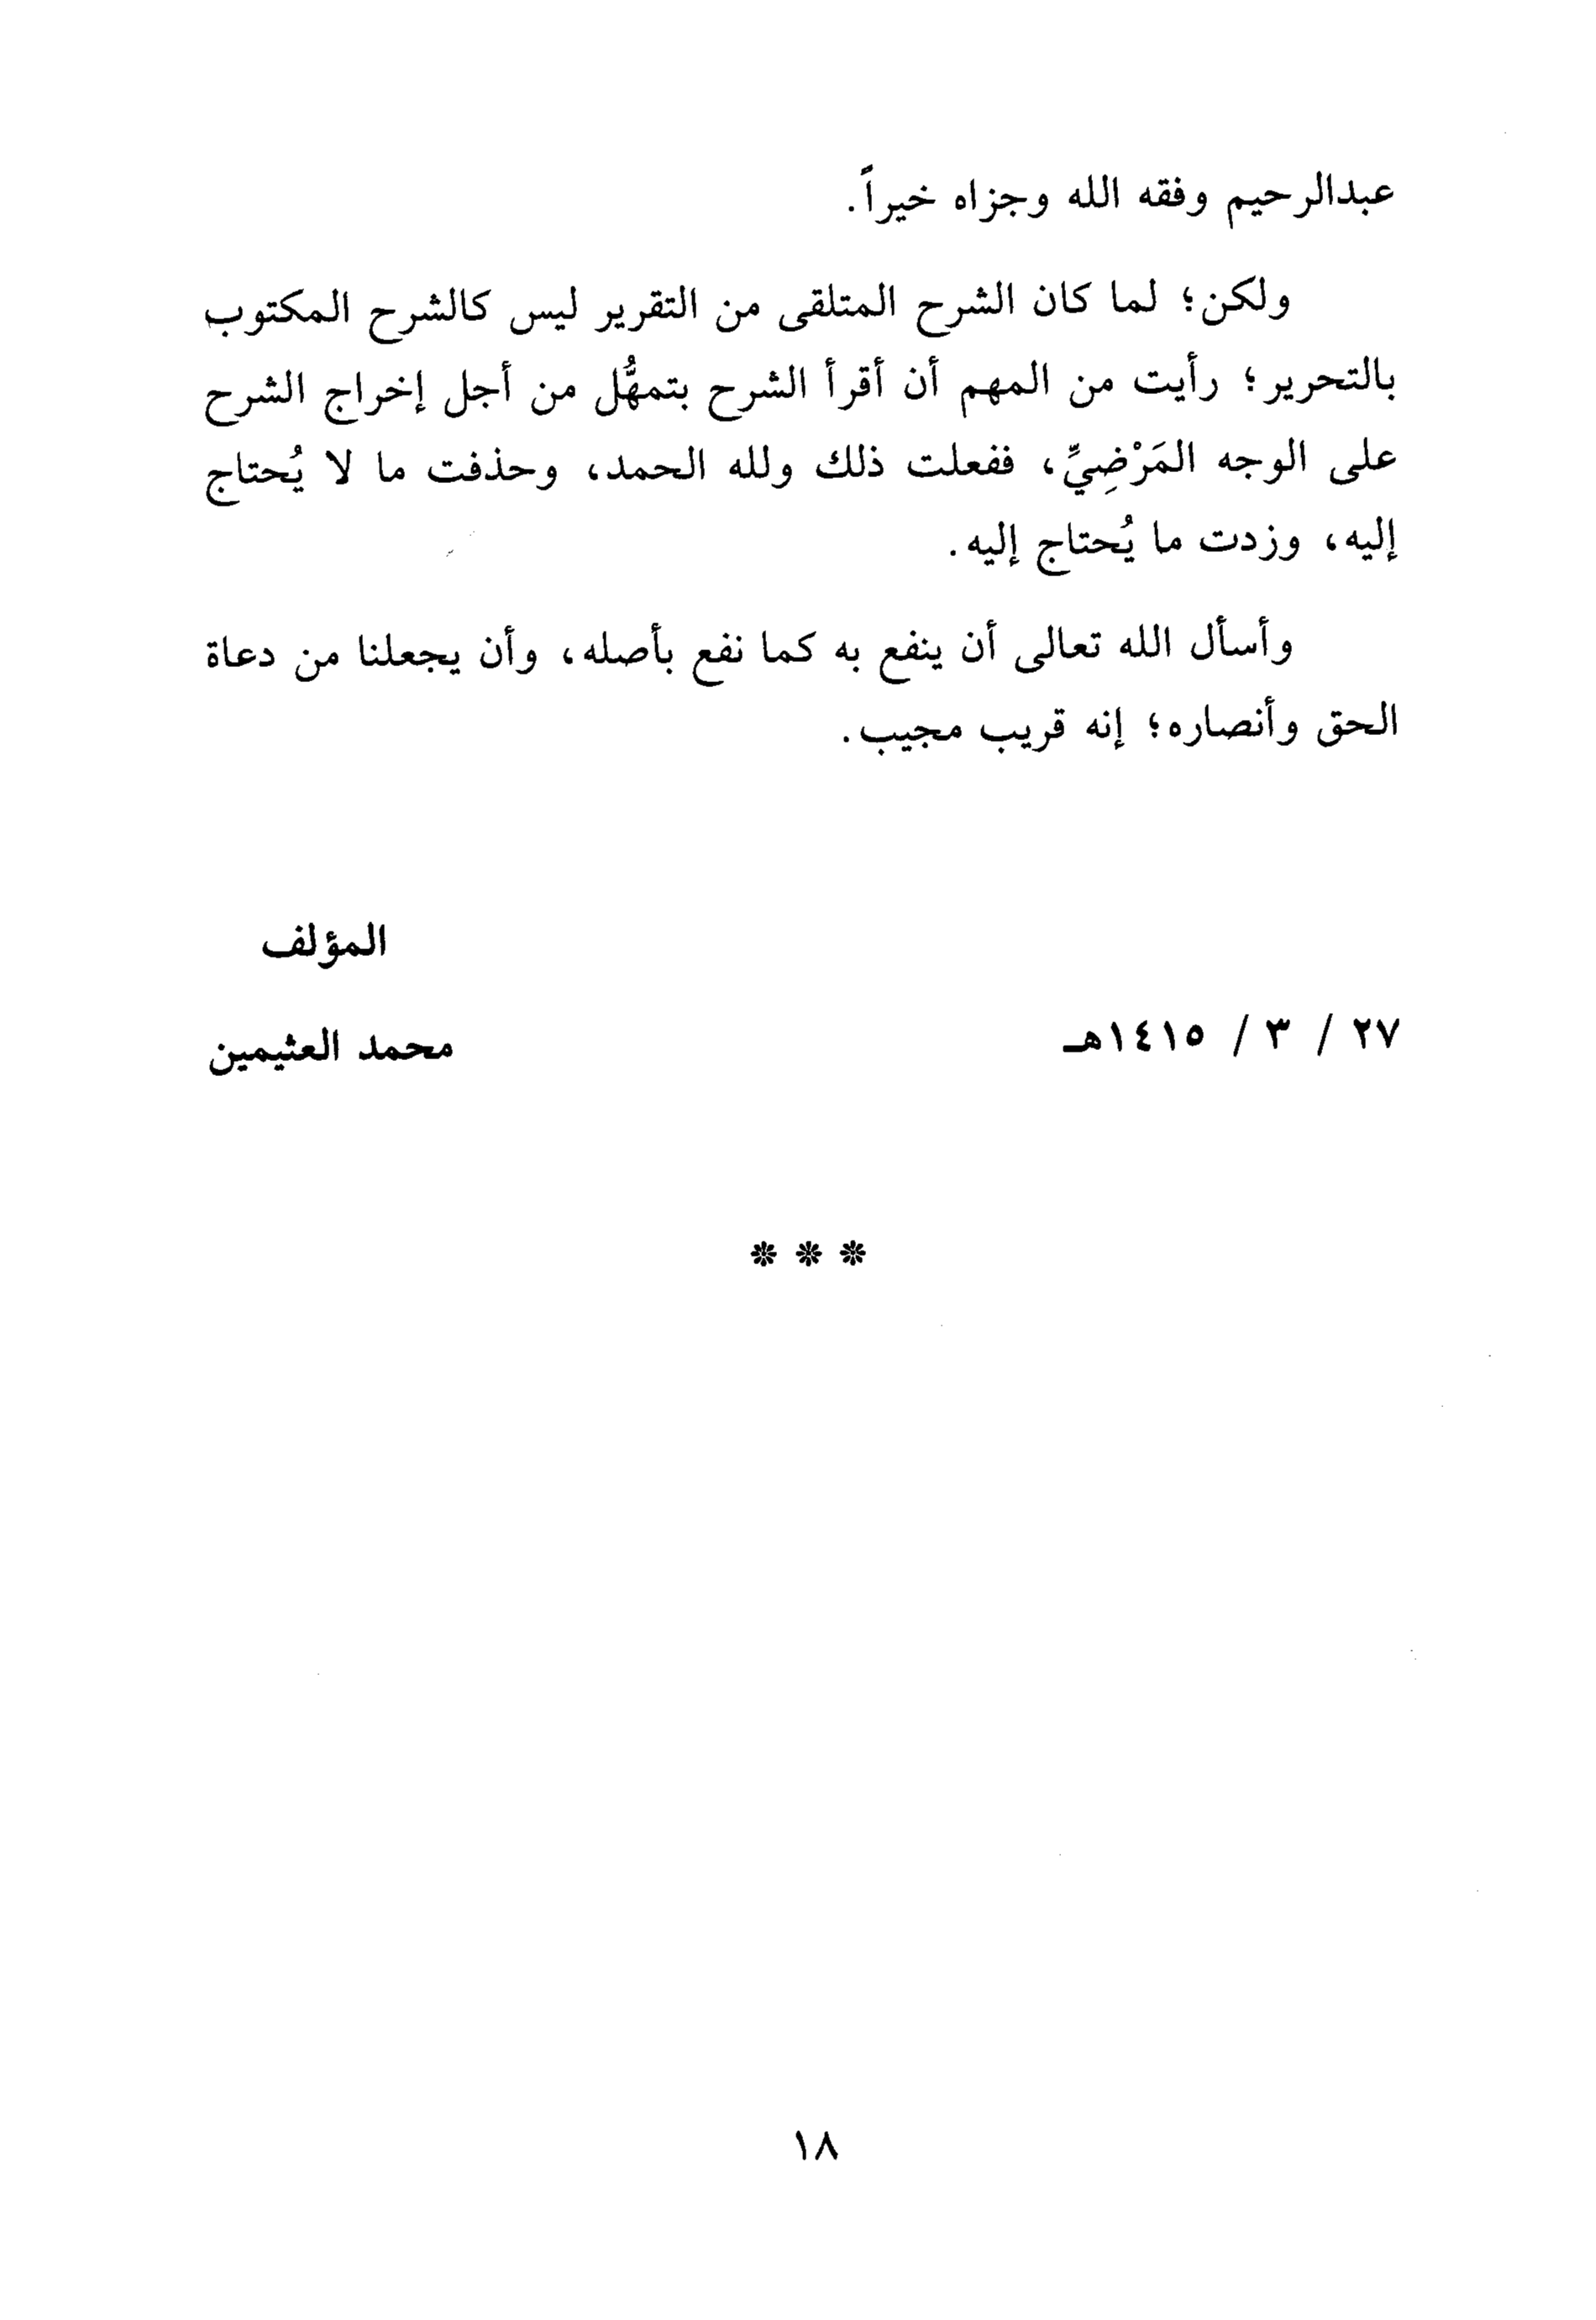 عبدالرحيم وفقه الله وجزاه خيراً.
ولكن؛ لما كان الشرح المتلقى من التقرير ليس كالشرح المكتوب
بالتحرير؛ رأيت من المهم أن أقرأ الشرح بتمهُّل من أجل إخراج الشرح
على الوجه المَرْضِيِّ، ففعلت ذلك ولله الحمد، وحذفت ما لا يُحتاج
إليه، وزدت ما يُحتاج إليه.
وأسأل الله تعالى أن ينفع به كما نفع بأصله، وأن يجعلنا من دعاة
الحق وأنصاره؛ إنه قريب مجيب.
المؤلف
٢٧ / ٣ / ١٤١٥هـ محمد العثيمين
* * *
١٨